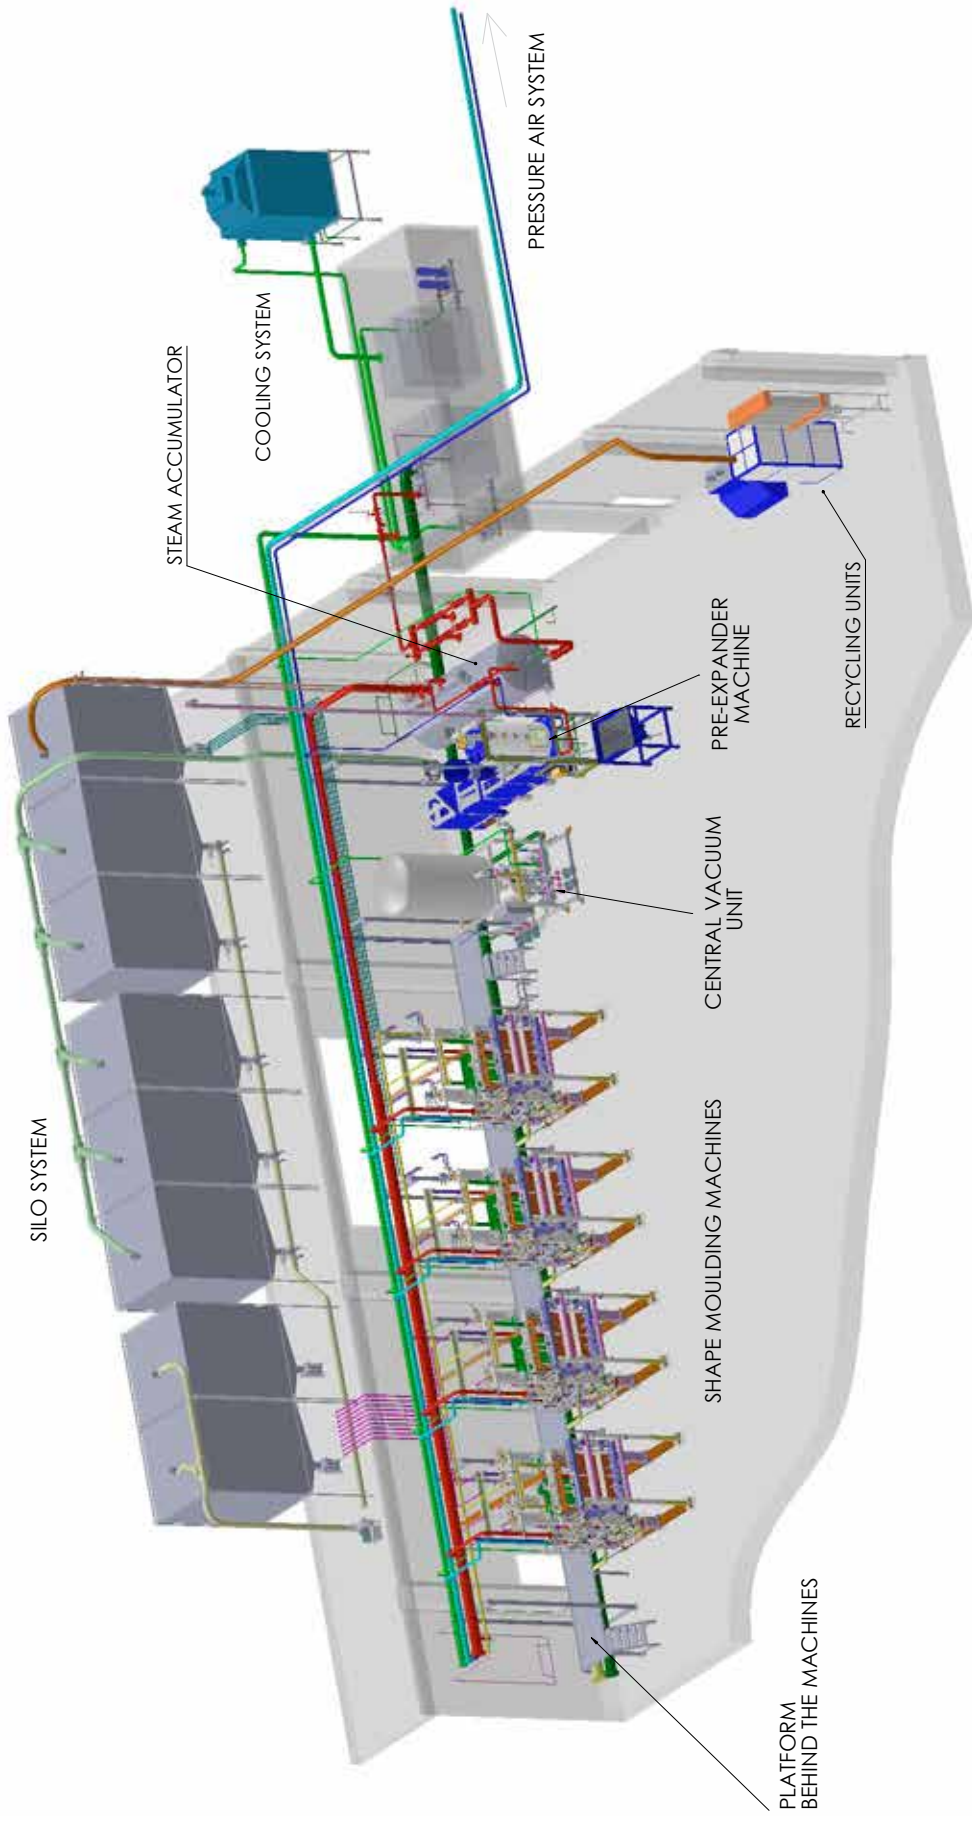 SILO SYSTEM
STEAM ACCUMULATOR
COOLING SYSTEM
PRESSURE AIR SYSTEM
PLATFORM
BEHIND THE MACHINES
SHAPE MOULDING MACHINES
CENTRAL VACUUM
UNIT
PRE-EXPANDER
MACHINE
RECYCLING UNITS